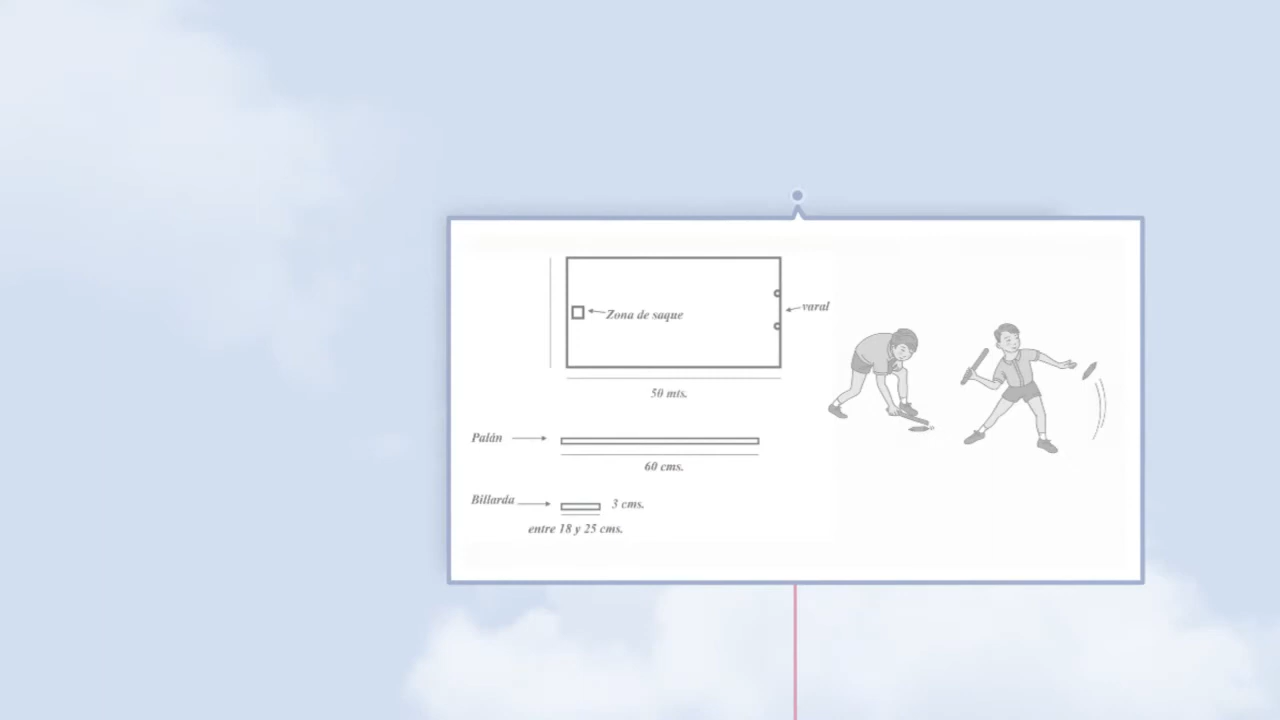 Zona de saque
varal
50 mts.
Palán
60 cms.
Billarda
3 cms.
entre 18 y 25 cms.